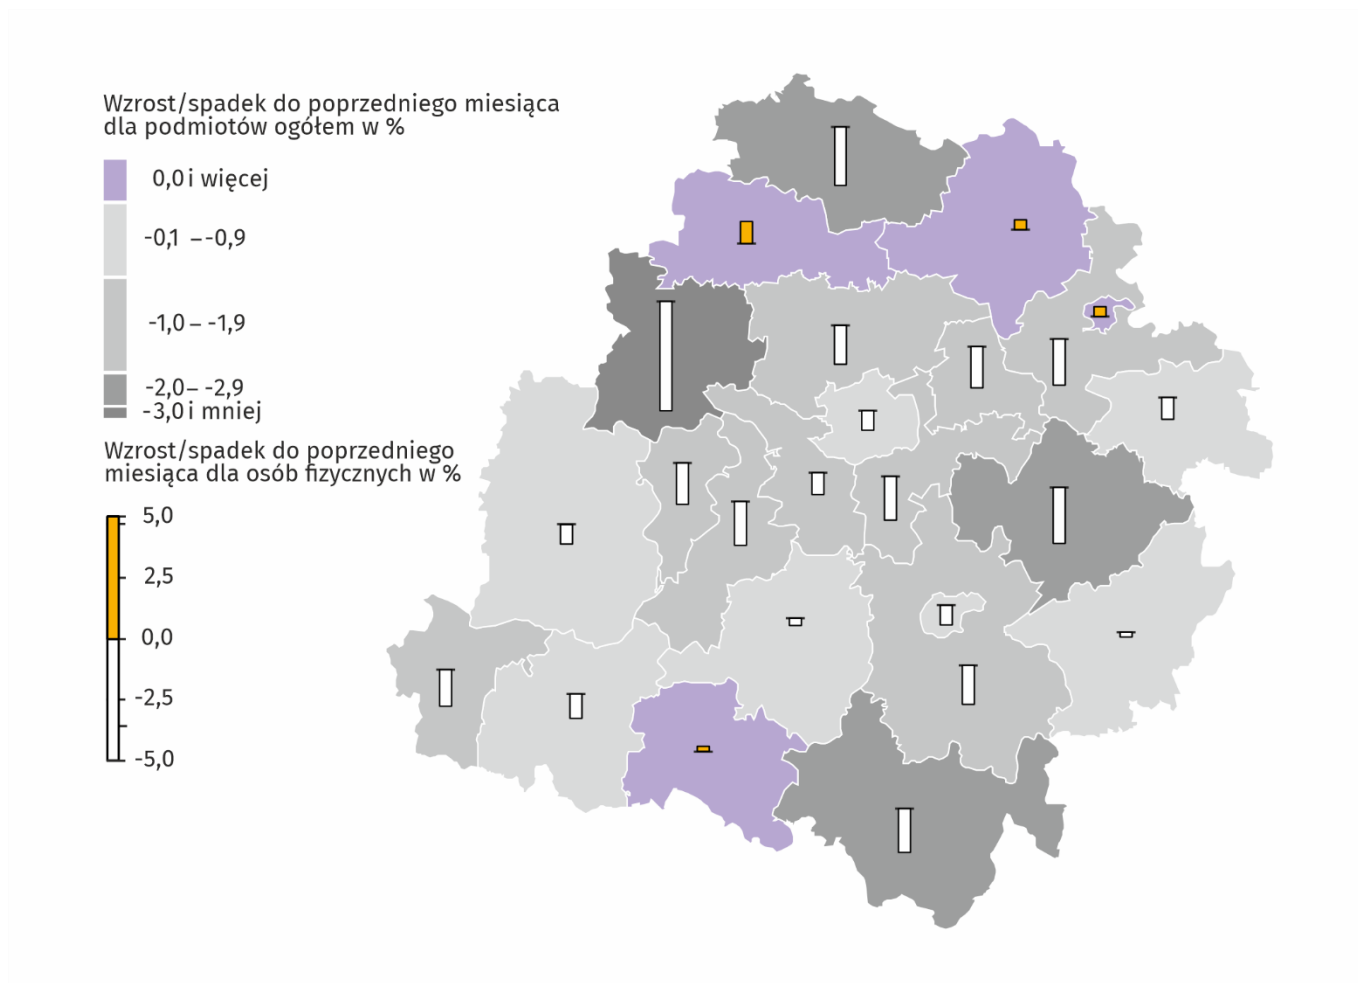 Wzrost/spadek do poprzedniego miesiąca
dla podmiotów ogółem w %
0,0 i więcej
-0,1 – -0,9
-1,0 – -1,9
-2,0 – -2,9
-3,0 i mniej
Wzrost/spadek do poprzedniego
miesiąca dla osób fizycznych w %
5,0
2,5
0,0
-2,5
-5,0